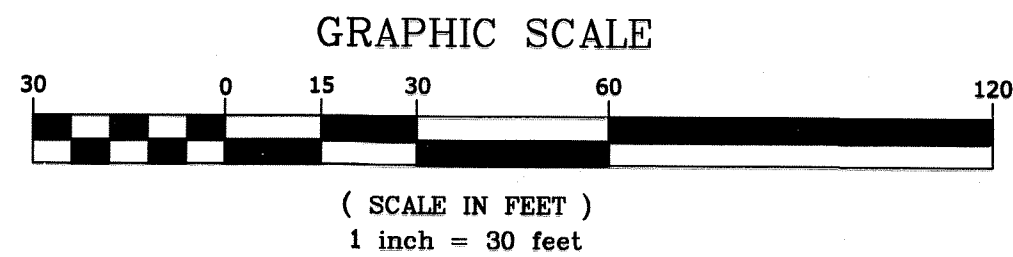 GRAPHIC SCALE
30 0 15 30 60 120
( SCALE IN FEET )
1 inch = 30 feet